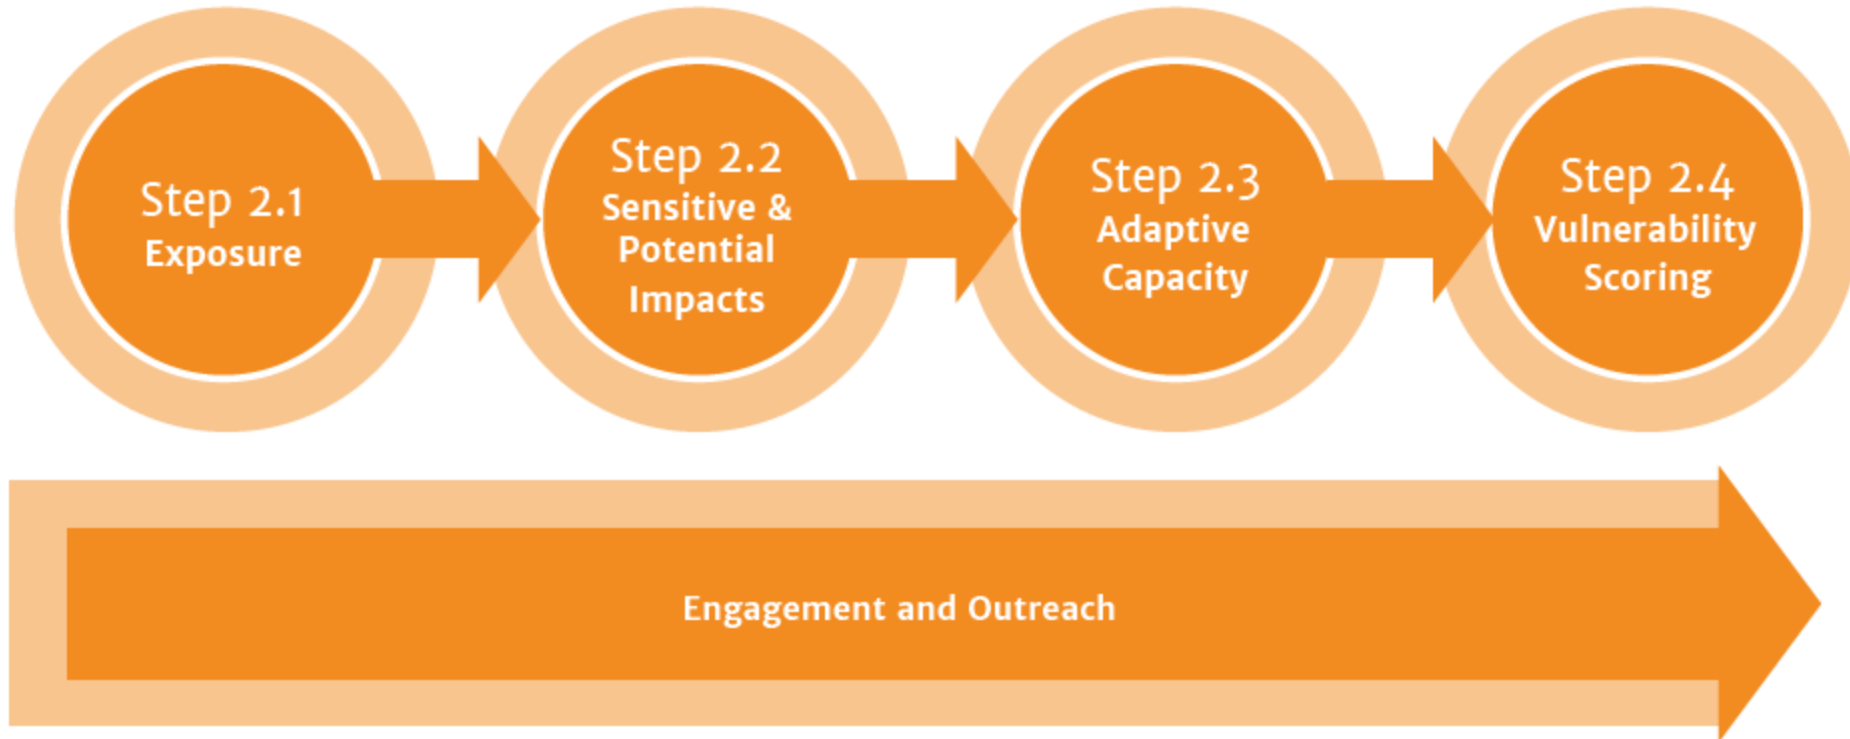 Step 2.1
Exposure
Step 2.2
Sensitive &
Potential
Impacts
Step 2.3
Adaptive
Capacity
Step 2.4
Vulnerability
Scoring
Engagement and Outreach